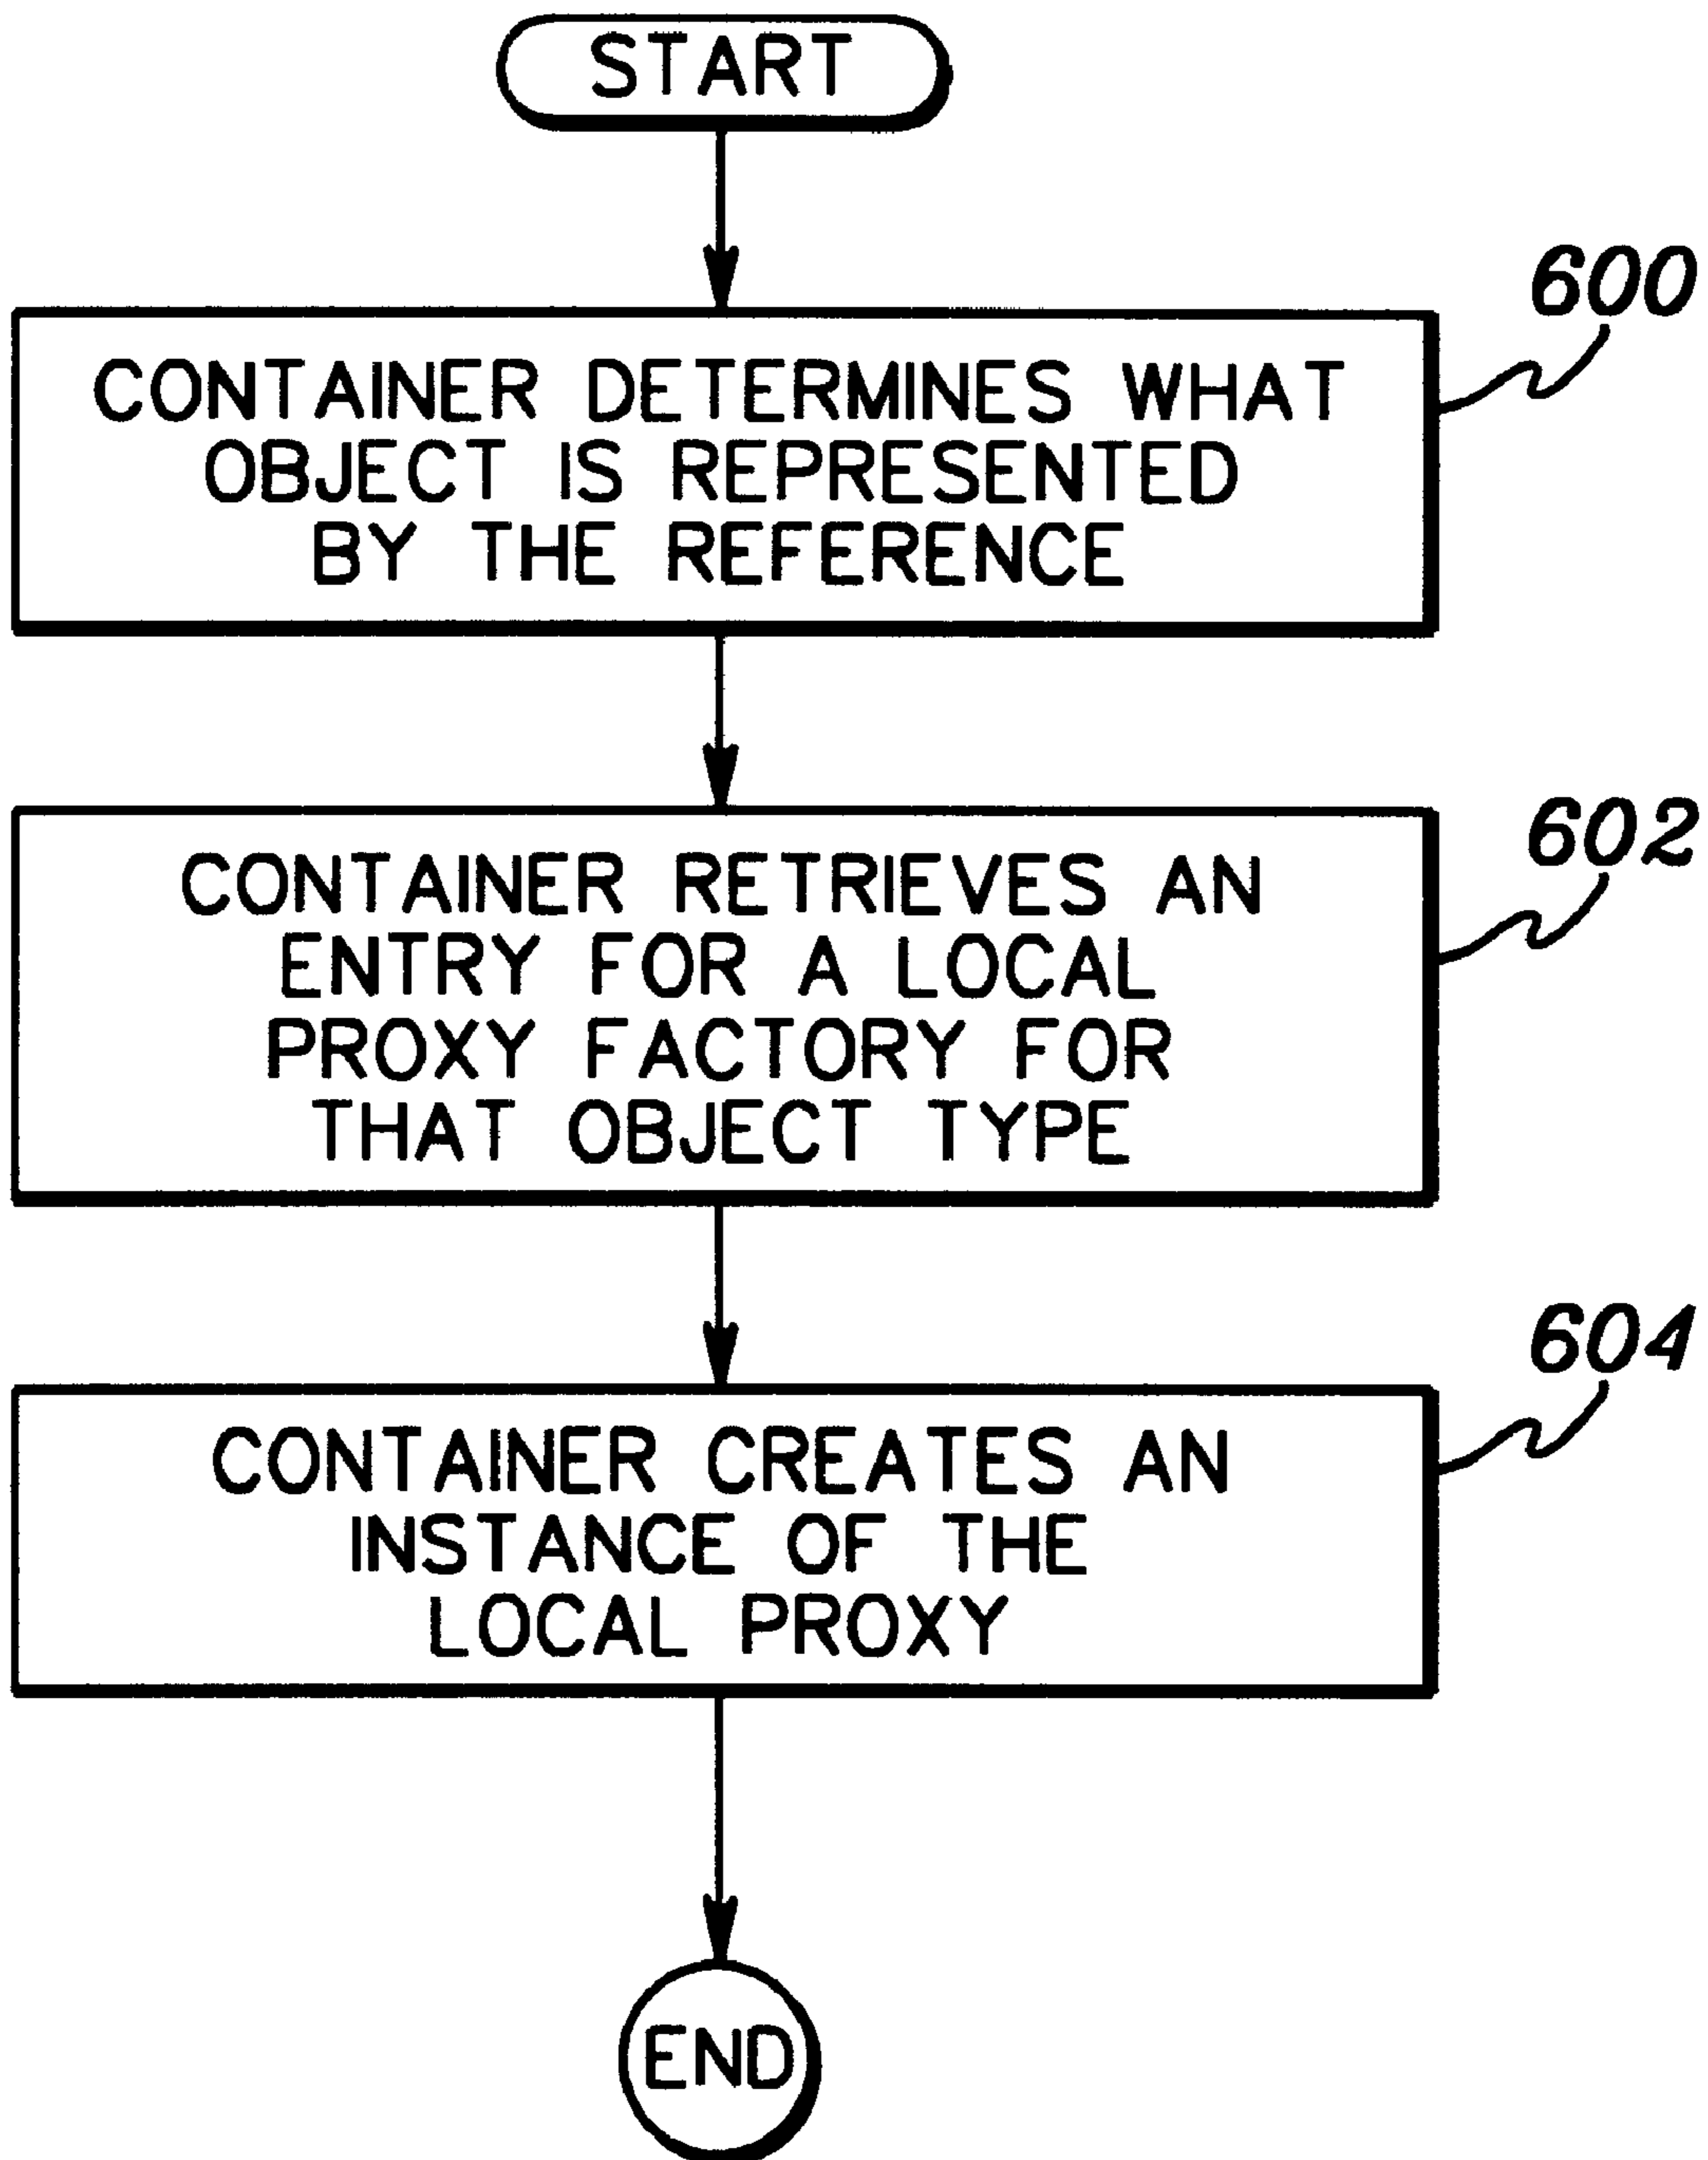 START
600
CONTAINER DETERMINES WHAT
OBJECT IS REPRESENTED
BY THE REFERENCE
602
CONTAINER RETRIEVES AN
ENTRY FOR A LOCAL
PROXY FACTORY FOR
THAT OBJECT TYPE
604
CONTAINER CREATES AN
INSTANCE OF THE
LOCAL PROXY
END